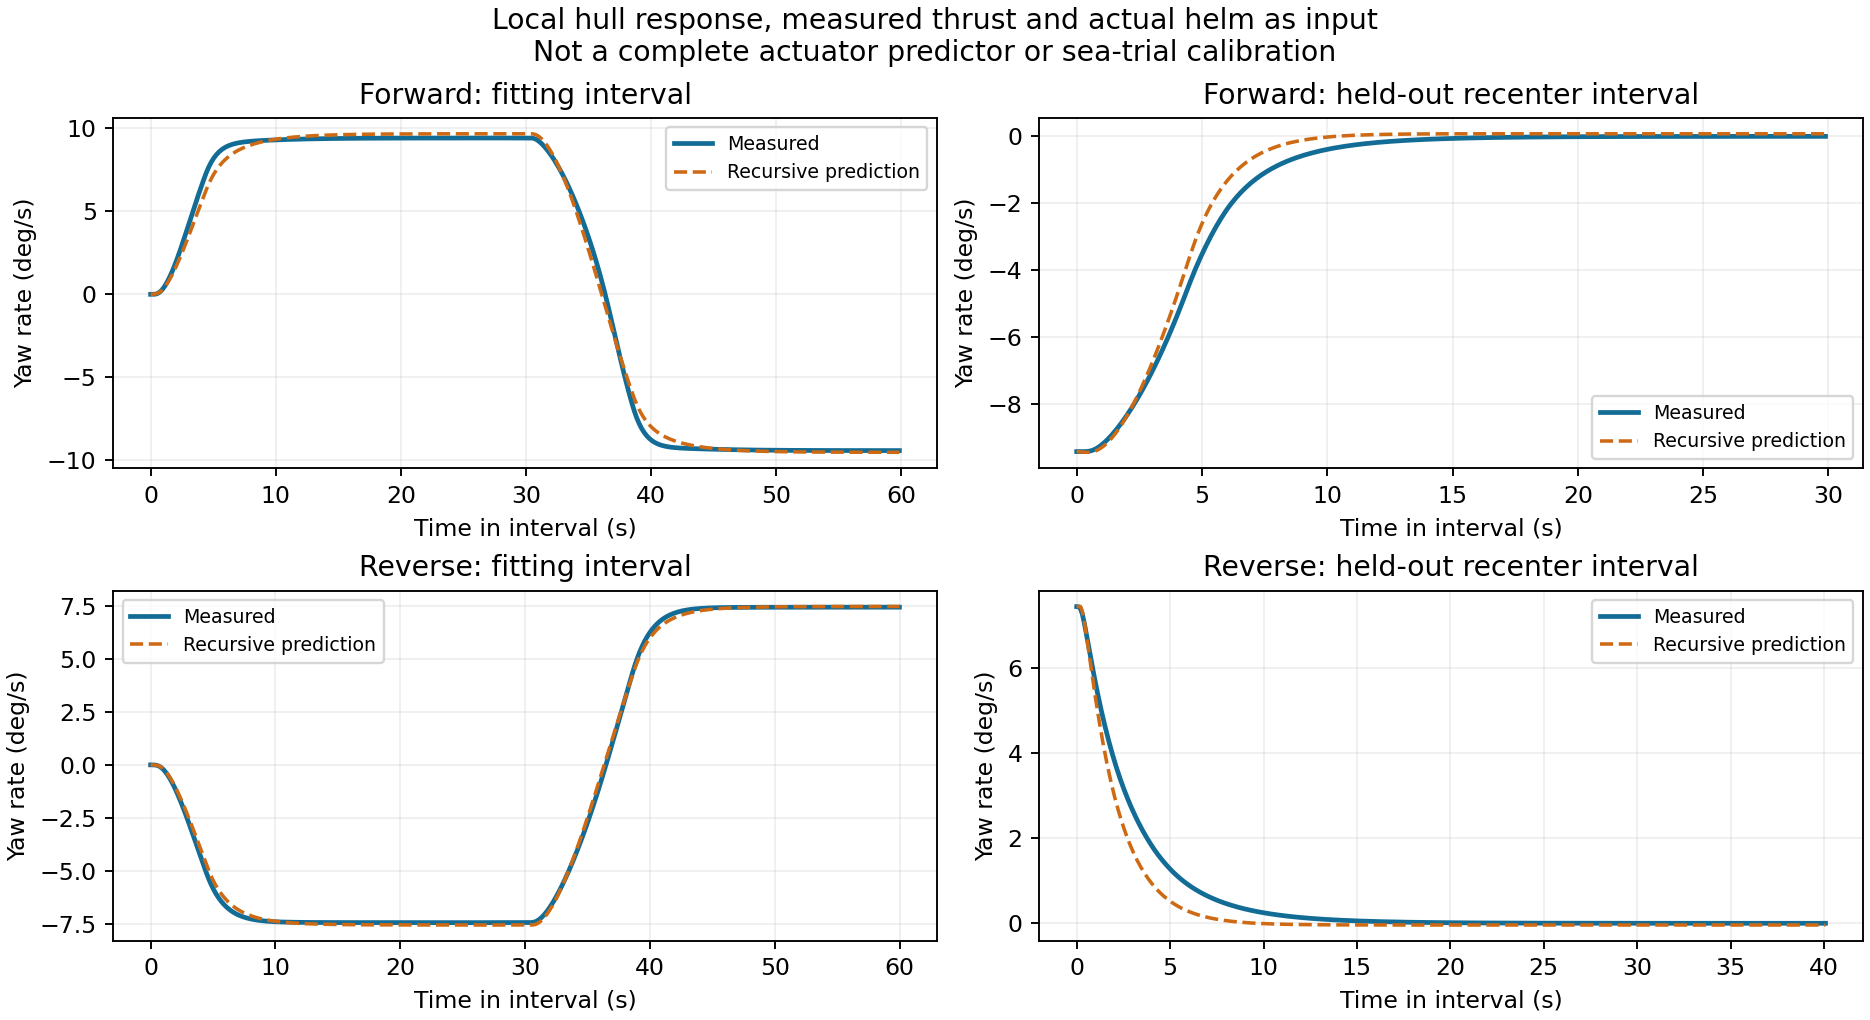 Local hull response, measured thrust and actual helm as input
Not a complete actuator predictor or sea-trial calibration
Forward: fitting interval
Yaw rate (deg/s)
10
5
0
−5
−10
Measured
Recursive prediction
0 10 20 30 40 50 60
Time in interval (s)
Forward: held-out recenter interval
Yaw rate (deg/s)
0
−2
−4
−6
−8
Measured
Recursive prediction
0 5 10 15 20 25 30
Time in interval (s)
Reverse: fitting interval
Yaw rate (deg/s)
7.5
5.0
2.5
0.0
−2.5
−5.0
−7.5
Measured
Recursive prediction
0 10 20 30 40 50 60
Time in interval (s)
Reverse: held-out recenter interval
Yaw rate (deg/s)
6
4
2
0
Measured
Recursive prediction
0 5 10 15 20 25 30 35 40
Time in interval (s)